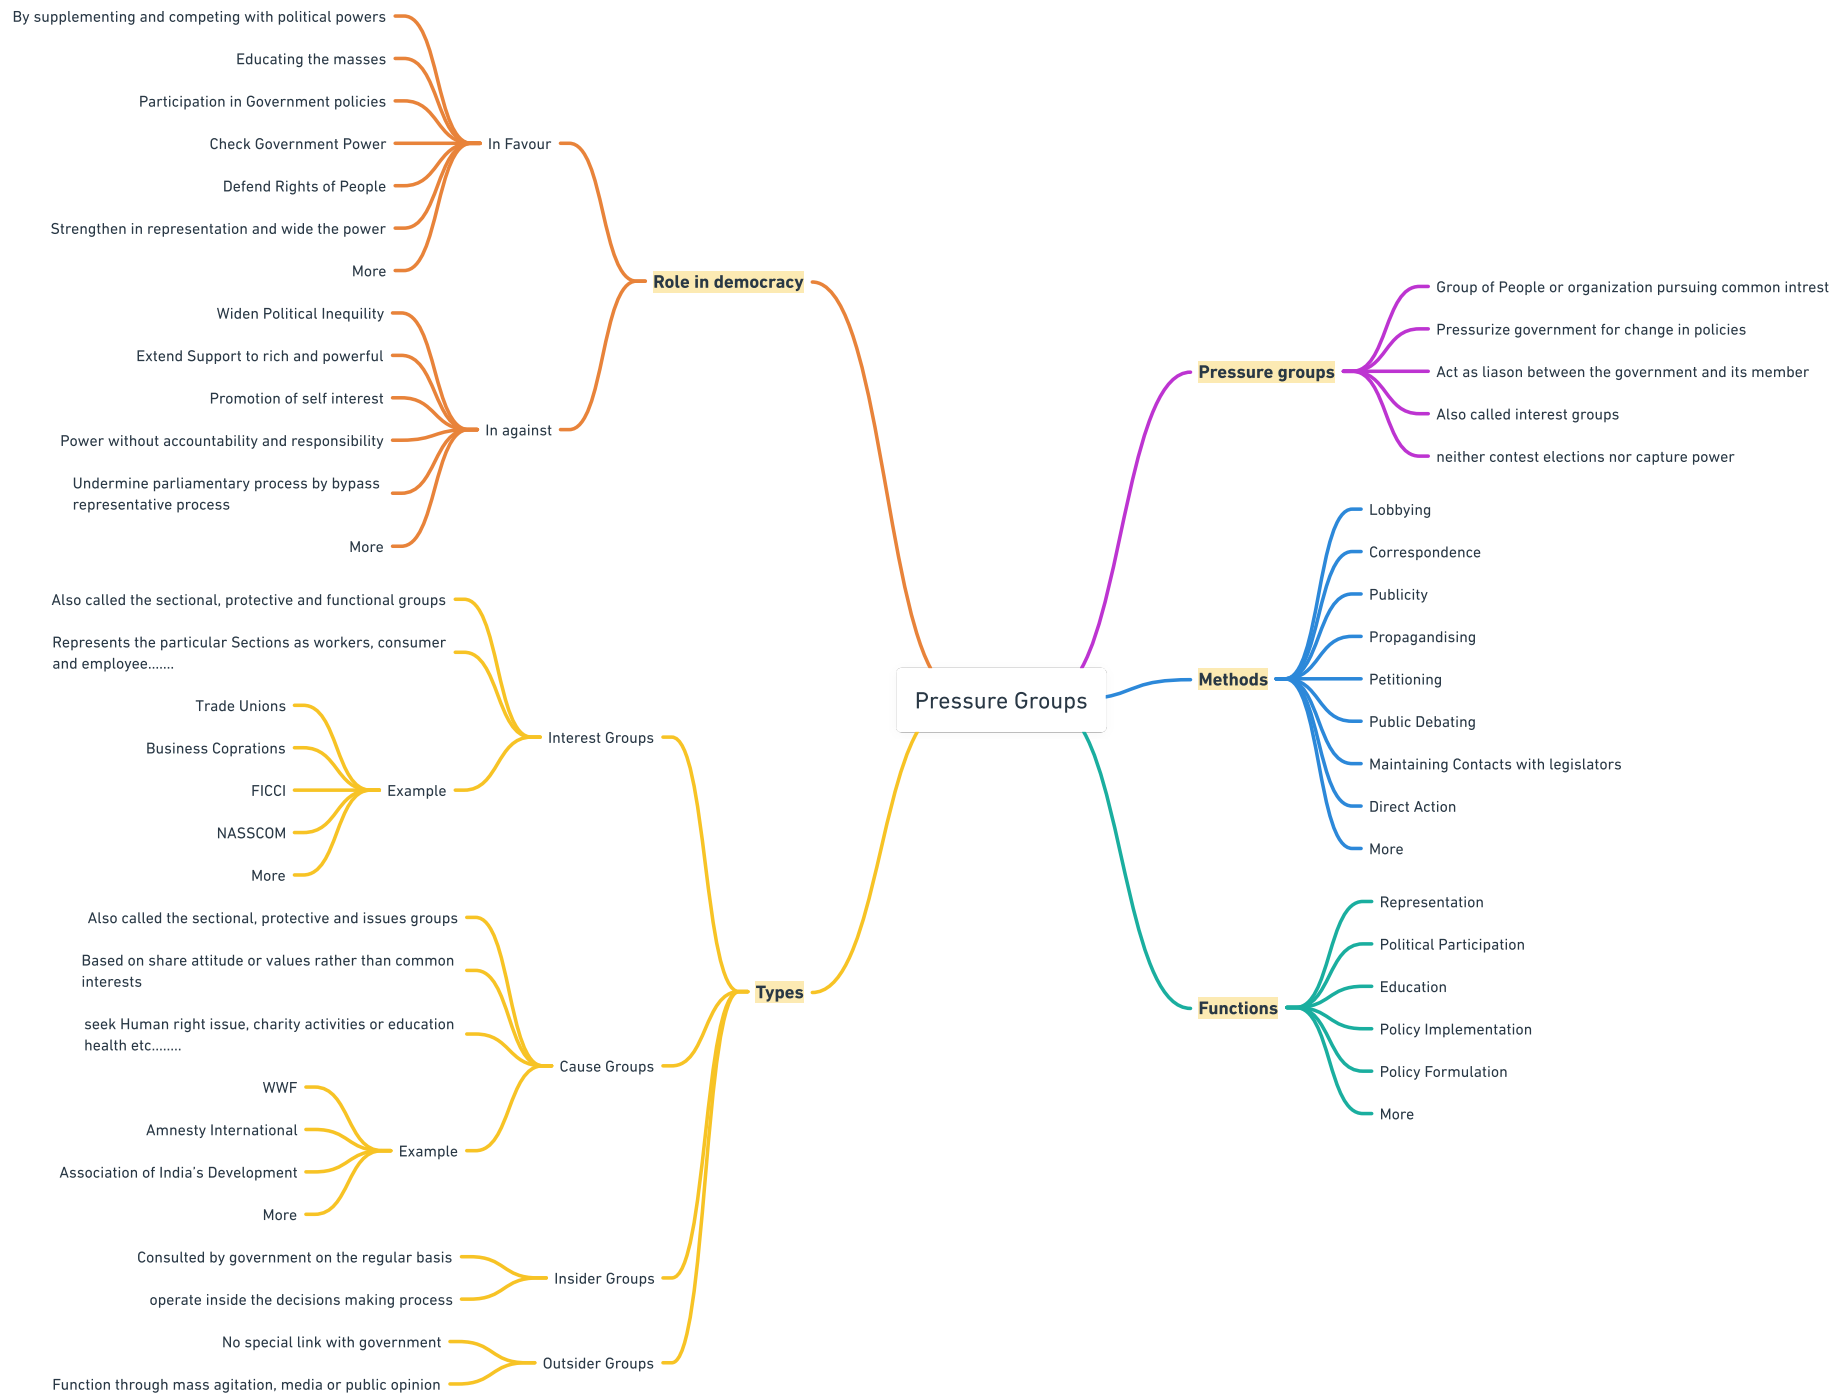 Pressure Groups
Role in democracy
In Favour
By supplementing and competing with political powers
Educating the masses
Participation in Government policies
Check Government Power
Defend Rights of People
Strengthen in representation and wide the power
More
In against
Widen Political Inequility
Extend Support to rich and powerful
Promotion of self interest
Power without accountability and responsibility
Undermine parliamentary process by bypass
representative process
More
Types
Interest Groups
Also called the sectional, protective and functional groups
Represents the particular Sections as workers, consumer
and employee.......
Example
Trade Unions
Business Coprations
FICCI
NASSCOM
More
Cause Groups
Also called the sectional, protective and issues groups
Based on share attitude or values rather than common
interests
seek Human right issue, charity activities or education
health etc........
Example
WWF
Amnesty International
Association of India’s Development
More
Insider Groups
Consulted by government on the regular basis
operate inside the decisions making process
Outsider Groups
No special link with government
Function through mass agitation, media or public opinion
Pressure groups
Group of People or organization pursuing common intrest
Pressurize government for change in policies
Act as liason between the government and its member
Also called interest groups
neither contest elections nor capture power
Methods
Lobbying
Correspondence
Publicity
Propagandising
Petitioning
Public Debating
Maintaining Contacts with legislators
Direct Action
More
Functions
Representation
Political Participation
Education
Policy Implementation
Policy Formulation
More